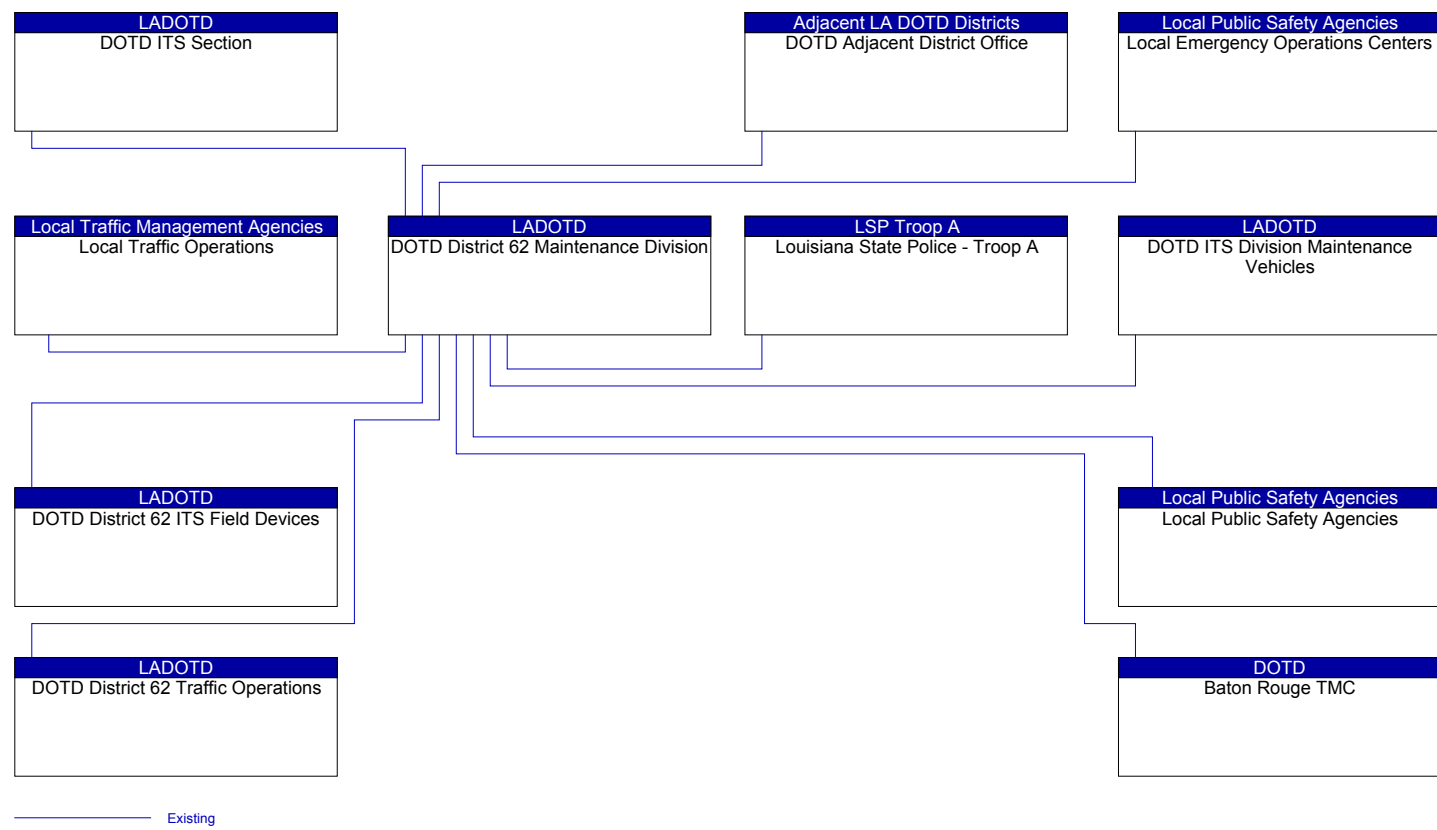 LADOTD
DOTD ITS Section
Adjacent LA DOTD Districts
DOTD Adjacent District Office
Local Public Safety Agencies
Local Emergency Operations Centers
Local Traffic Management Agencies
Local Traffic Operations
LADOTD
DOTD District 62 Maintenance Division
LSP Troop A
Louisiana State Police - Troop A
LADOTD
DOTD ITS Division Maintenance
Vehicles
LADOTD
DOTD District 62 ITS Field Devices
Local Public Safety Agencies
Local Public Safety Agencies
LADOTD
DOTD District 62 Traffic Operations
DOTD
Baton Rouge TMC
Existing